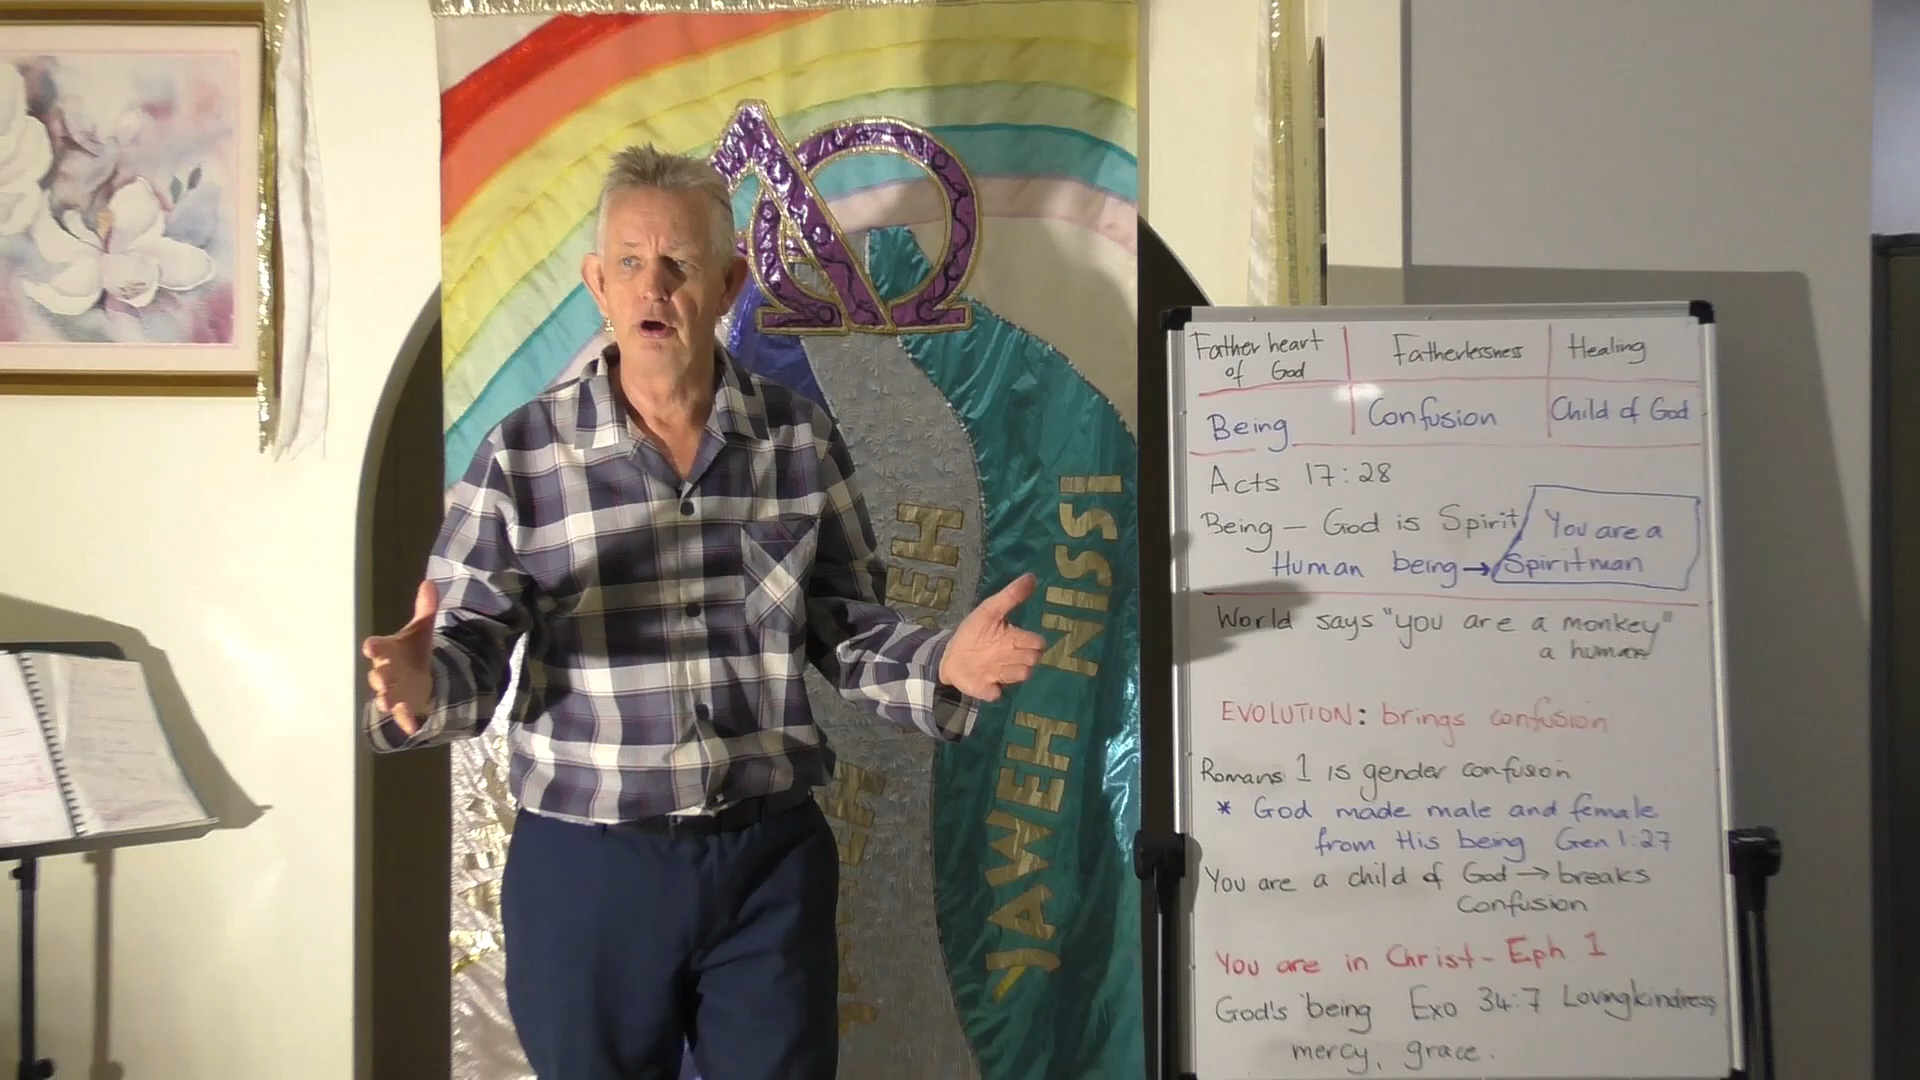 ΑΩ
YAWEH NISSI
Father heart of God
Fatherlessness
Healing
Being
Confusion
Child of God
Acts 17:28
Being – God is Spirit
Human being →
You are a
Spiritman
World says "you are a monkey"
a human
EVOLUTION: brings confusion
Romans 1 is gender confusion
* God made male and female
from His being Gen 1:27
You are a child of God → breaks
Confusion
You are in Christ – Eph 1
God's being Exo 34:7 Lovingkindness,
mercy, grace.